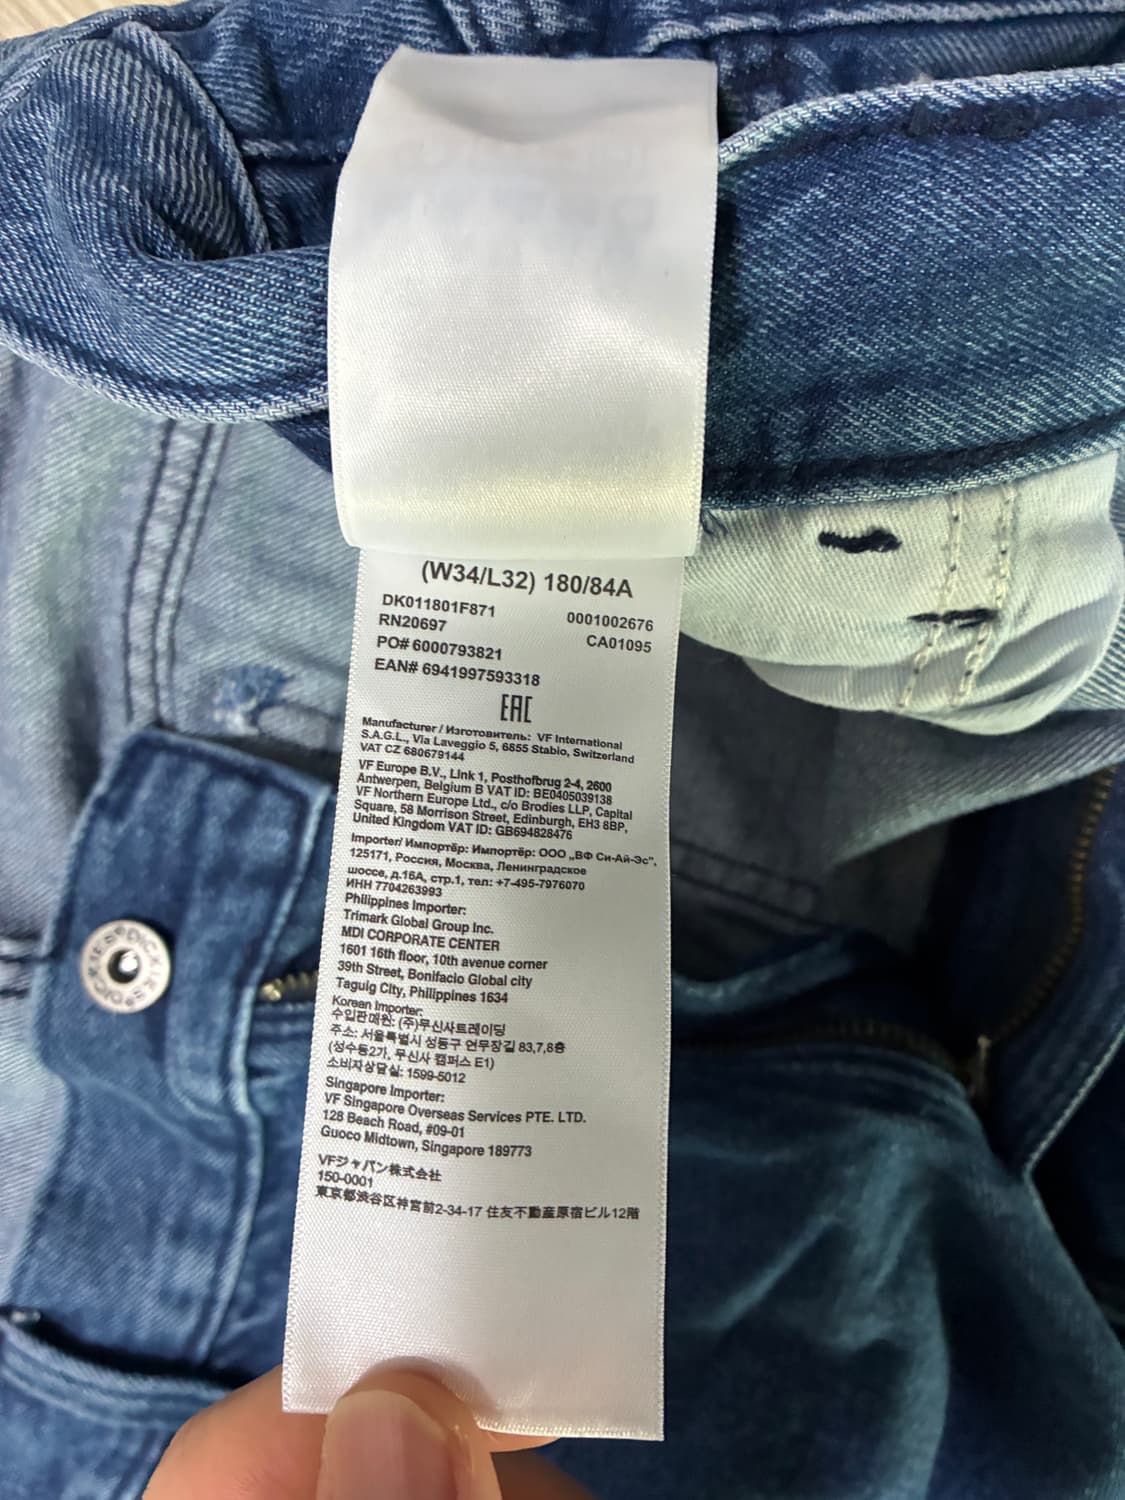 (W34/L32) 180/84A
DK011801F871 0001002676
RN20697 CA01095
PO# 6000793821
EAN# 6941997593318
EAC
Manufacturer / Изготовитель: VF International
S.A.G.L., Via Laveggio 5, 6855 Stabio, Switzerland
VAT CZ 680679144
VF Europe B.V., Link 1, Posthofbrug 2-4, 2600
Antwerpen, Belgium B VAT ID: BE0405039138
VF Northern Europe Ltd., c/o Brodies LLP, Capital
Square, 58 Morrison Street, Edinburgh, EH3 8BP,
United Kingdom VAT ID: GB694828476
Importer/ Импортёр: Импортёр: ООО „ВФ Си-Ай-Эс",
125171, Россия, Москва, Ленинградское
шоссе, д.16А, стр.1, тел: +7-495-7976070
ИНН 7704263993
Philippines Importer:
Trimark Global Group Inc.
MDI CORPORATE CENTER
1601 16th floor, 10th avenue corner
39th Street, Bonifacio Global city
Taguig City, Philippines 1634
Korean Importer:
수입판매원: (주)무신사트레이딩
주소: 서울특별시 성동구 연무장길 83,7,8층
(성수동2가, 무신사 캠퍼스 E1)
소비자상담실: 1599-5012
Singapore Importer:
VF Singapore Overseas Services PTE. LTD.
128 Beach Road, #09-01
Guoco Midtown, Singapore 189773
VFジャパン株式会社
150-0001
東京都渋谷区神宮前2-34-17 住友不動産原宿ビル12階
DICKIES